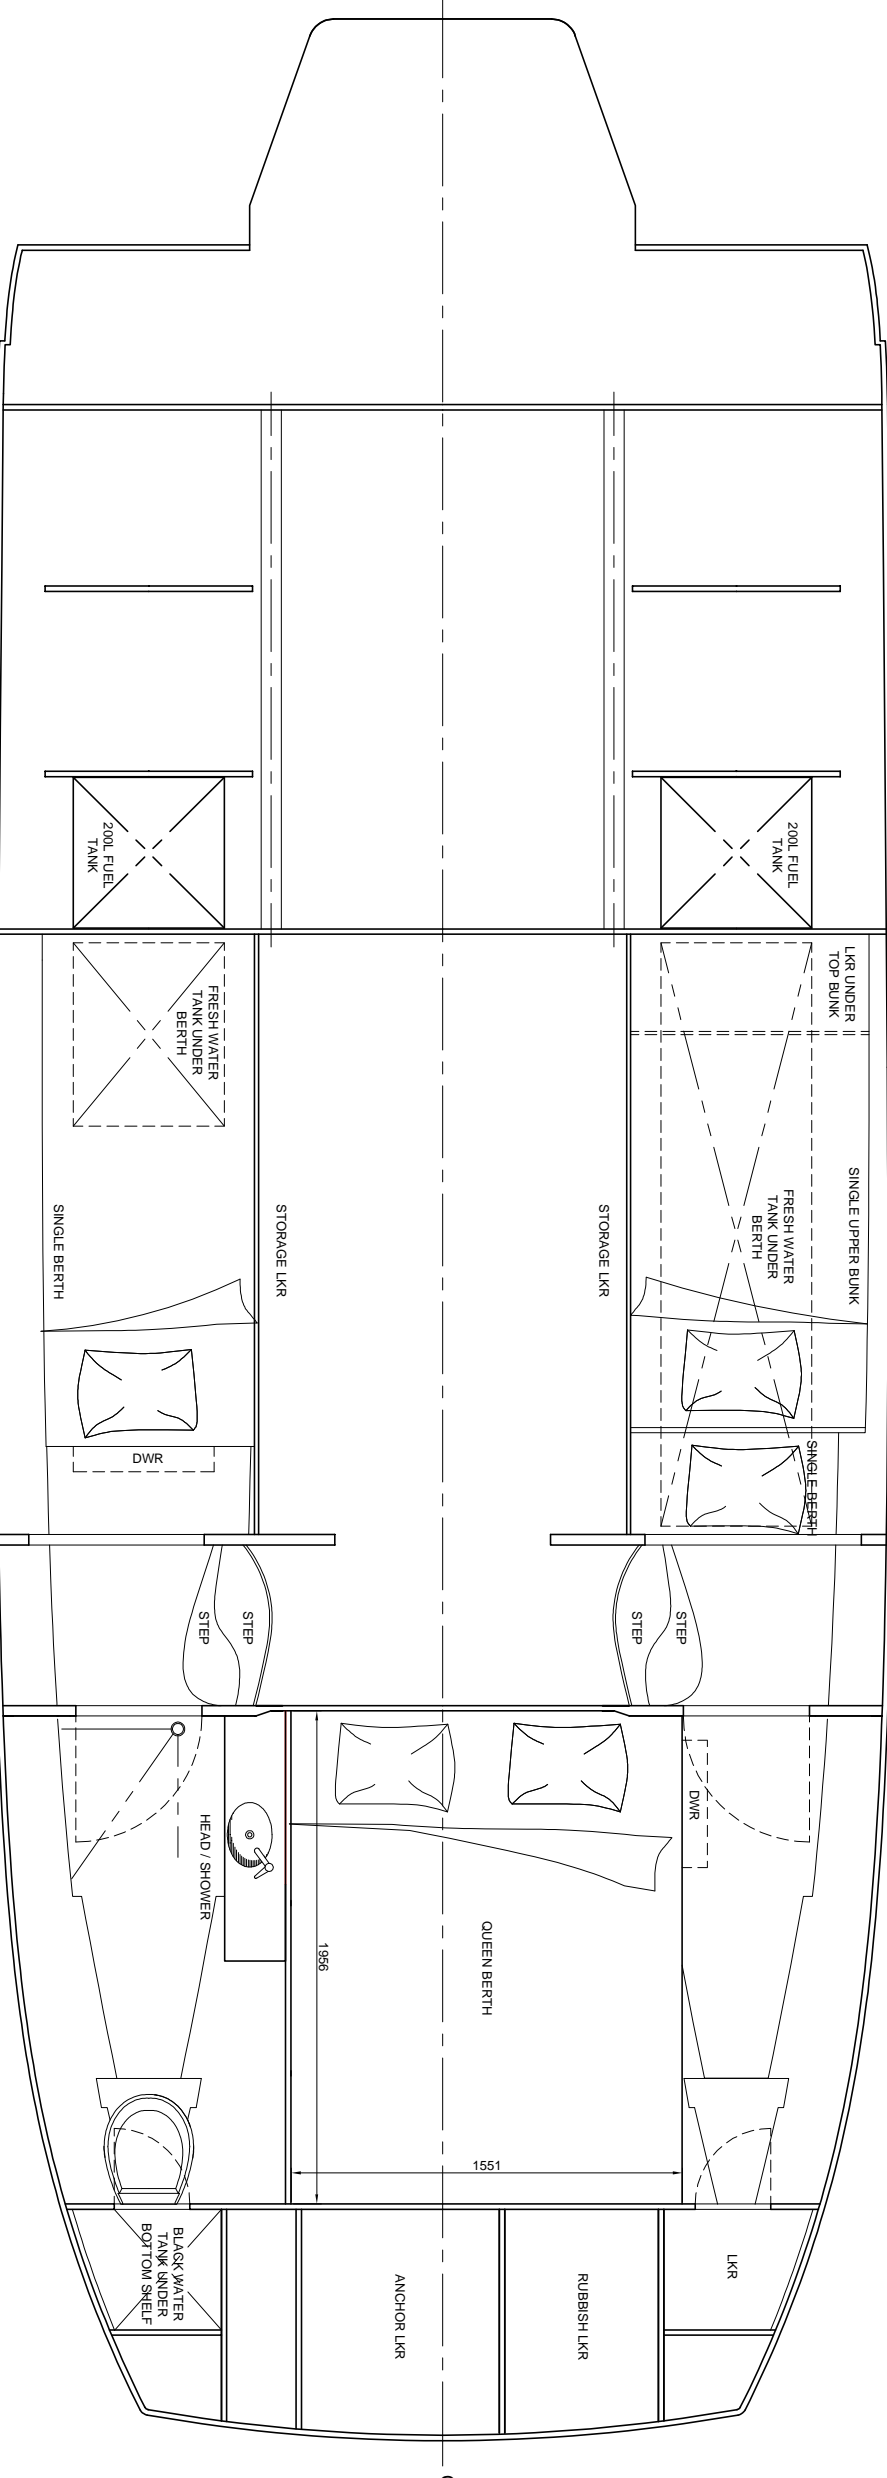 200L FUEL
TANK
200L FUEL
TANK
FRESH WATER
TANK UNDER
BERTH
LKR UNDER
TOP BUNK
SINGLE BERTH
STORAGE LKR
STORAGE LKR
FRESH WATER
TANK UNDER
BERTH
SINGLE UPPER BUNK
DWR
SINGLE BERTH
STEP
STEP
STEP
STEP
HEAD / SHOWER
DWR
1956
QUEEN BERTH
1551
BLACK WATER
TANK UNDER
BOTTOM SHELF
ANCHOR LKR
RUBBISH LKR
LKR